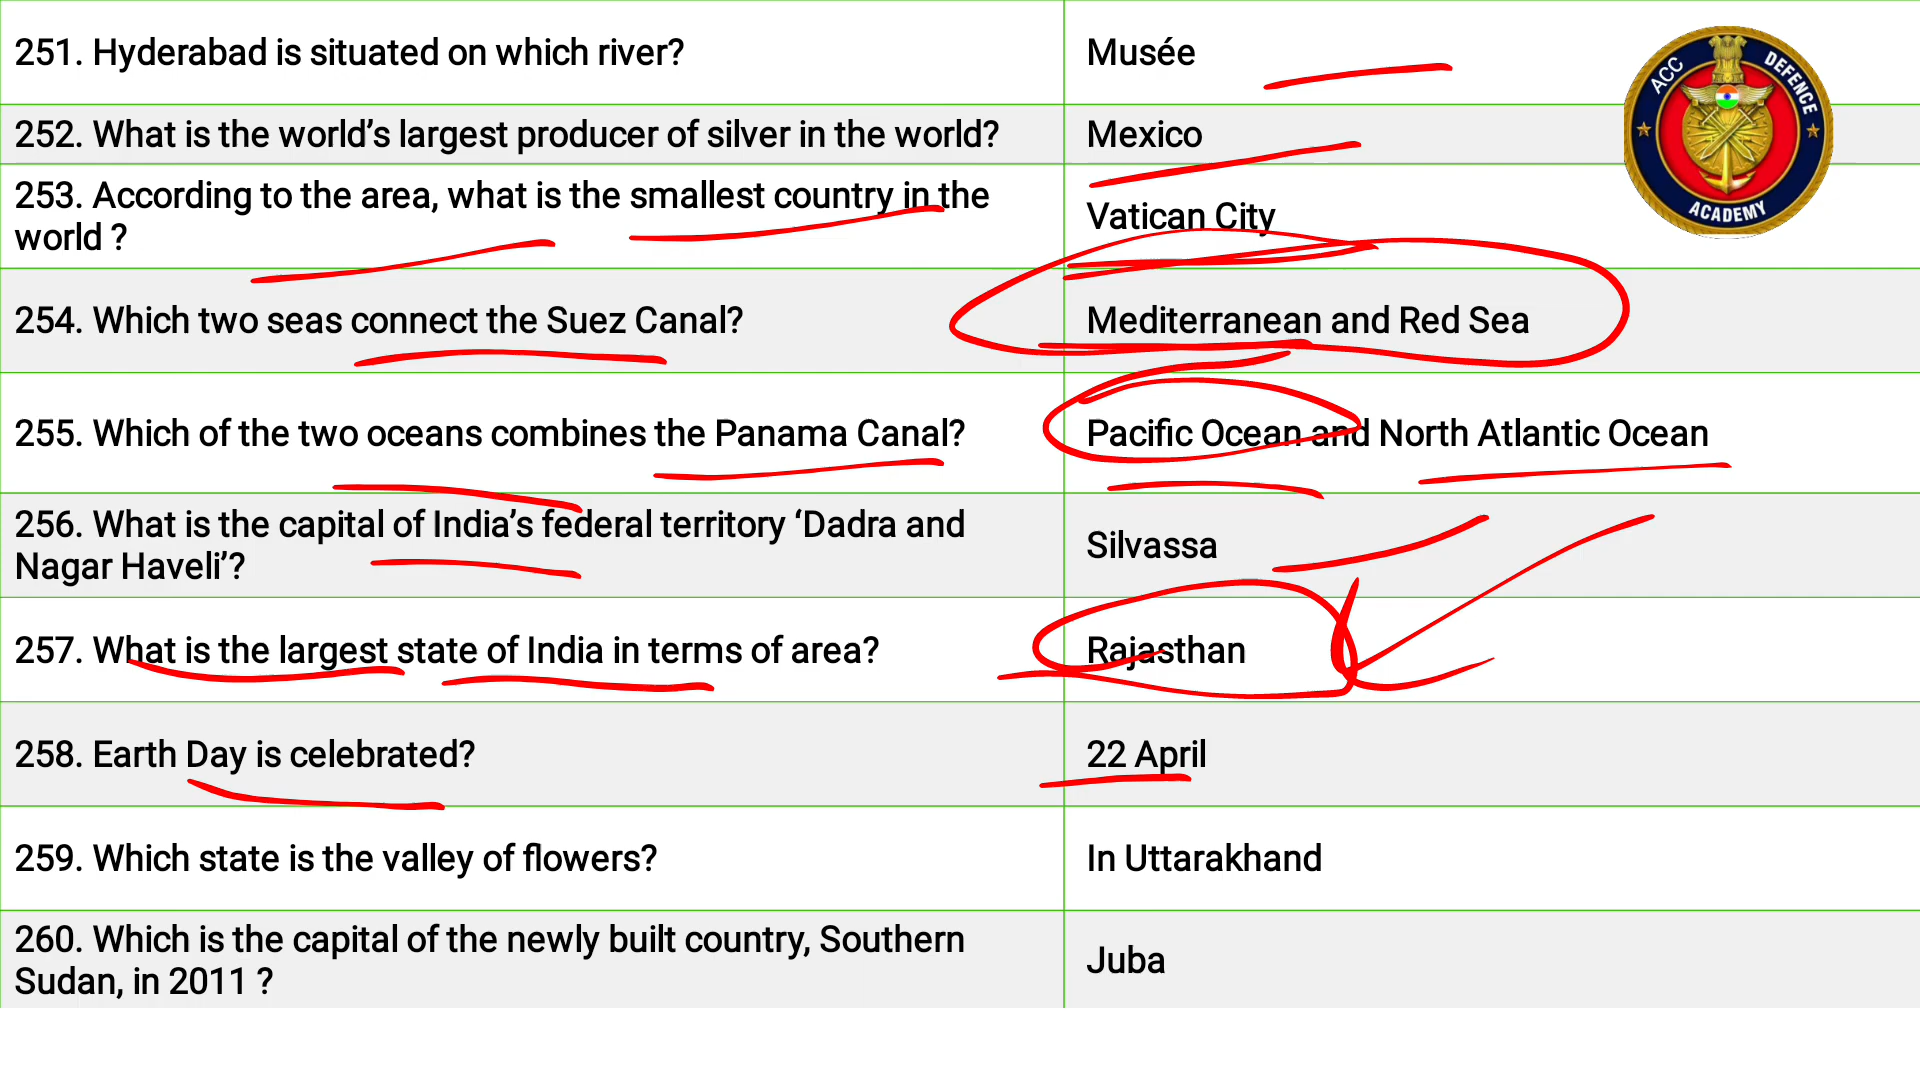 251. Hyderabad is situated on which river?
Musée
252. What is the world’s largest producer of silver in the world?
Mexico
253. According to the area, what is the smallest country in the
world ?
Vatican City
254. Which two seas connect the Suez Canal?
Mediterranean and Red Sea
255. Which of the two oceans combines the Panama Canal?
Pacific Ocean and North Atlantic Ocean
256. What is the capital of India’s federal territory ‘Dadra and
Nagar Haveli’?
Silvassa
257. What is the largest state of India in terms of area?
Rajasthan
258. Earth Day is celebrated?
22 April
259. Which state is the valley of flowers?
In Uttarakhand
260. Which is the capital of the newly built country, Southern
Sudan, in 2011 ?
Juba
ACC DEFENCE
ACADEMY